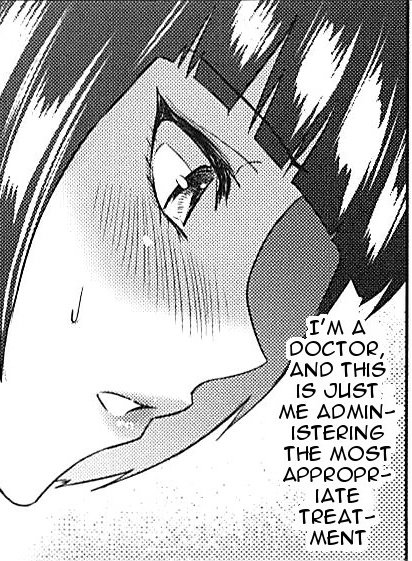 I'M A
DOCTOR,
AND THIS
IS JUST
ME ADMIN-
ISTERING
THE MOST
APPROPR-
IATE
TREAT-
MENT